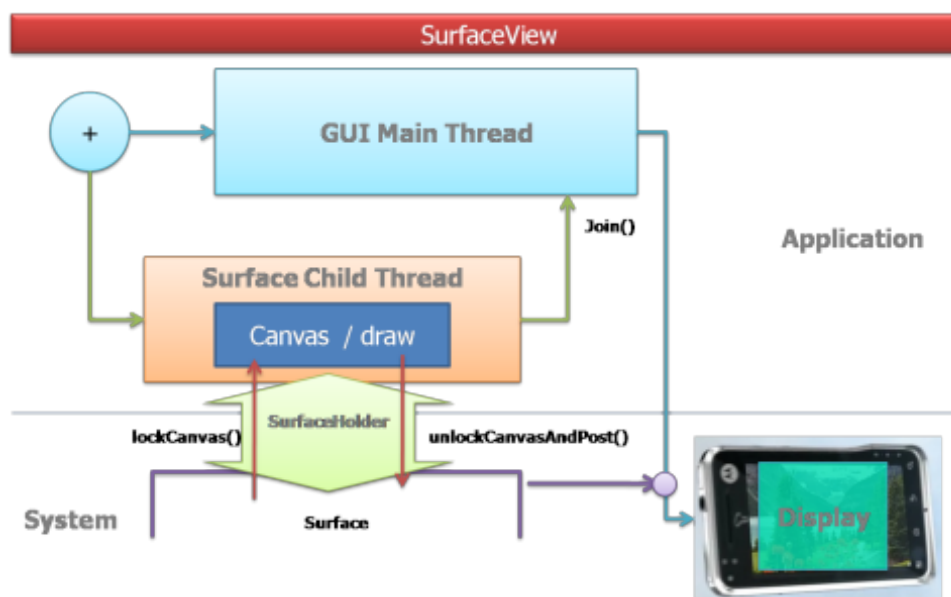 SurfaceView
+
GUI Main Thread
Join()
Application
Surface Child Thread
Canvas / draw
SurfaceHolder
lockCanvas()
unlockCanvasAndPost()
System
Surface
Display